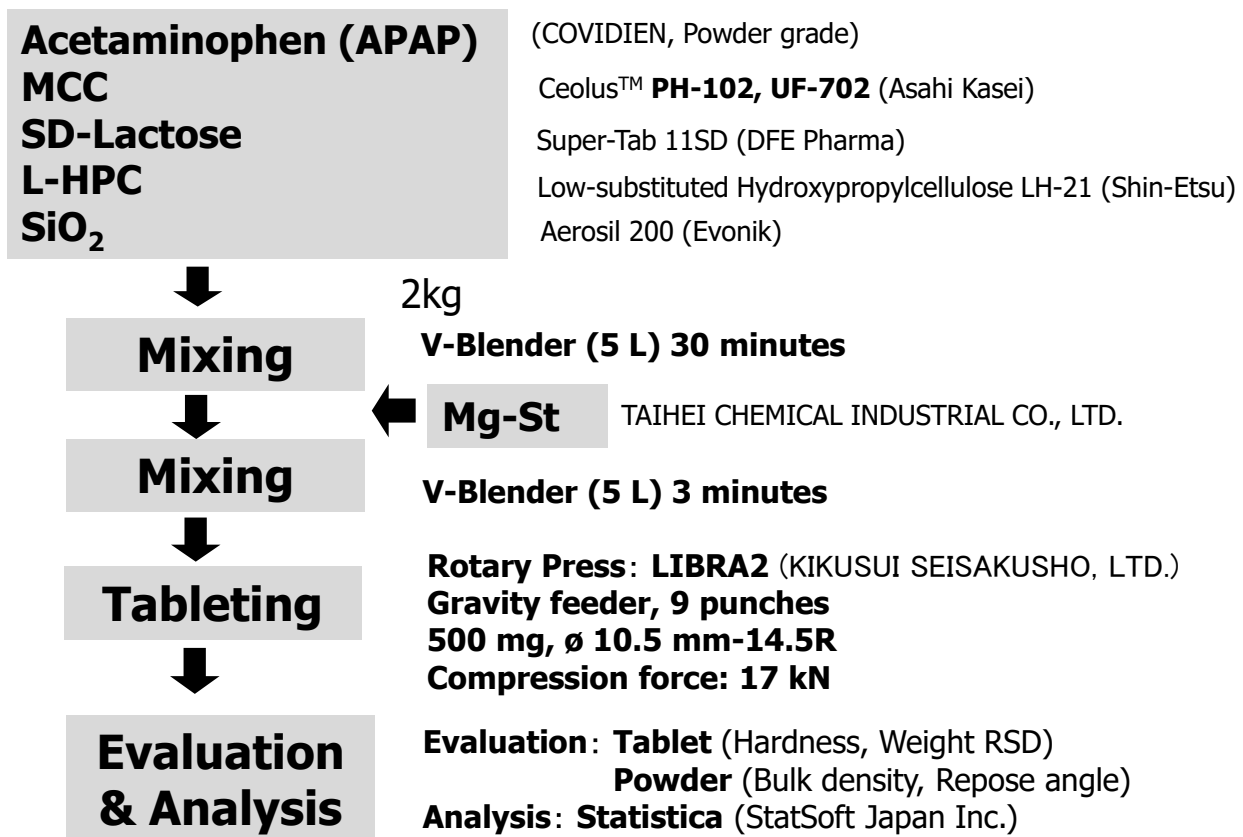 Acetaminophen (APAP) (COVIDIEN, Powder grade)
MCC Ceolus™ PH-102, UF-702 (Asahi Kasei)
SD-Lactose Super-Tab 11SD (DFE Pharma)
L-HPC Low-substituted Hydroxypropylcellulose LH-21 (Shin-Etsu)
SiO₂ Aerosil 200 (Evonik)
2kg
Mixing V-Blender (5 L) 30 minutes
Mg-St TAIHEI CHEMICAL INDUSTRIAL CO., LTD.
Mixing V-Blender (5 L) 3 minutes
Tableting
Rotary Press: LIBRA2 (KIKUSUI SEISAKUSHO, LTD.)
Gravity feeder, 9 punches
500 mg, ø 10.5 mm-14.5R
Compression force: 17 kN
Evaluation
& Analysis
Evaluation: Tablet (Hardness, Weight RSD)
Powder (Bulk density, Repose angle)
Analysis: Statistica (StatSoft Japan Inc.)